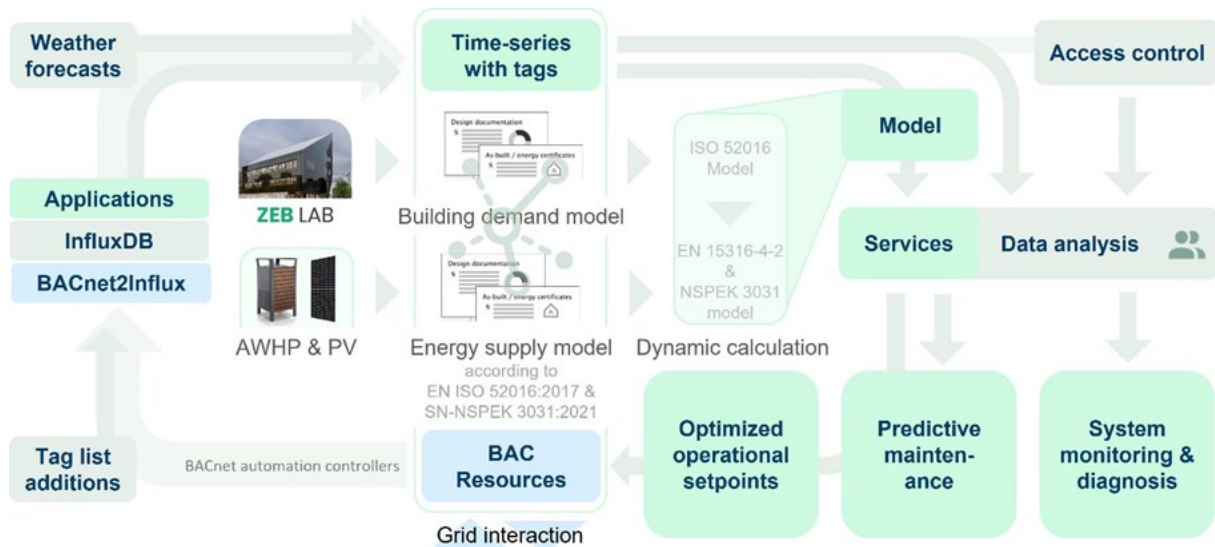 Weather
forecasts
Time-series
with tags
Access control
Design documentation
$
As-built / energy certificates
$
Model
ISO 52016
Model
Applications
ZEB LAB
Building demand model
InfluxDB
Services
Data analysis
BACnet2Influx
Design documentation
$
As-built / energy certificates
$
EN 15316-4-2
&
NSPEK 3031
model
AWHP & PV
Energy supply model
Dynamic calculation
according to
EN ISO 52016:2017 &
SN-NSPEK 3031:2021
Tag list
additions
BACnet automation controllers
BAC
Resources
Optimized
operational
setpoints
Predictive
mainten-
ance
System
monitoring &
diagnosis
Grid interaction